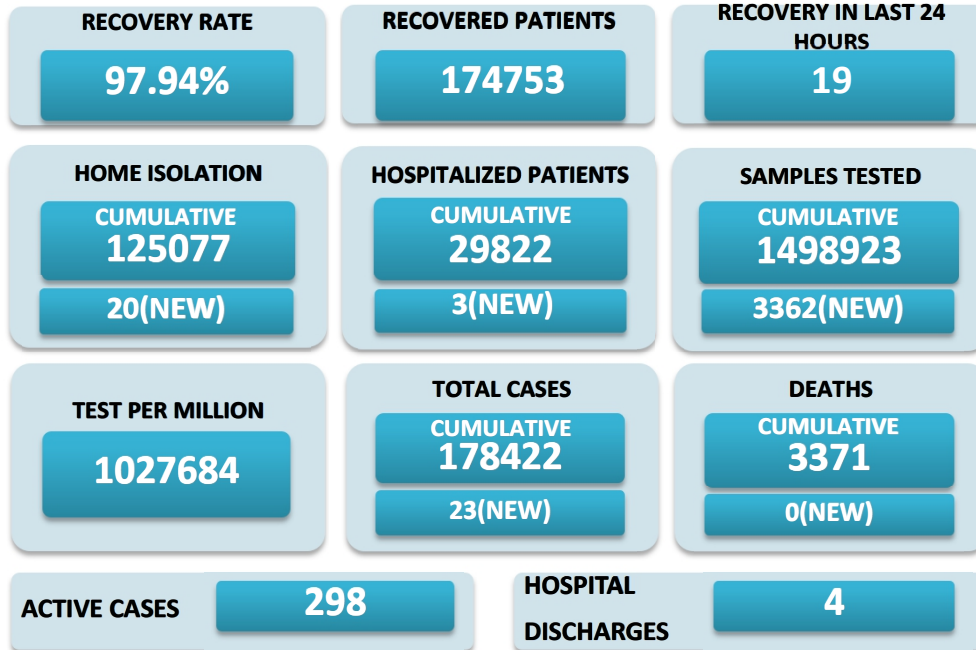 RECOVERY RATE
97.94%
RECOVERED PATIENTS
174753
RECOVERY IN LAST 24
HOURS
19
HOME ISOLATION
CUMULATIVE
125077
20(NEW)
HOSPITALIZED PATIENTS
CUMULATIVE
29822
3(NEW)
SAMPLES TESTED
CUMULATIVE
1498923
3362(NEW)
TEST PER MILLION
1027684
TOTAL CASES
CUMULATIVE
178422
23(NEW)
DEATHS
CUMULATIVE
3371
0(NEW)
ACTIVE CASES
298
HOSPITAL
DISCHARGES
4